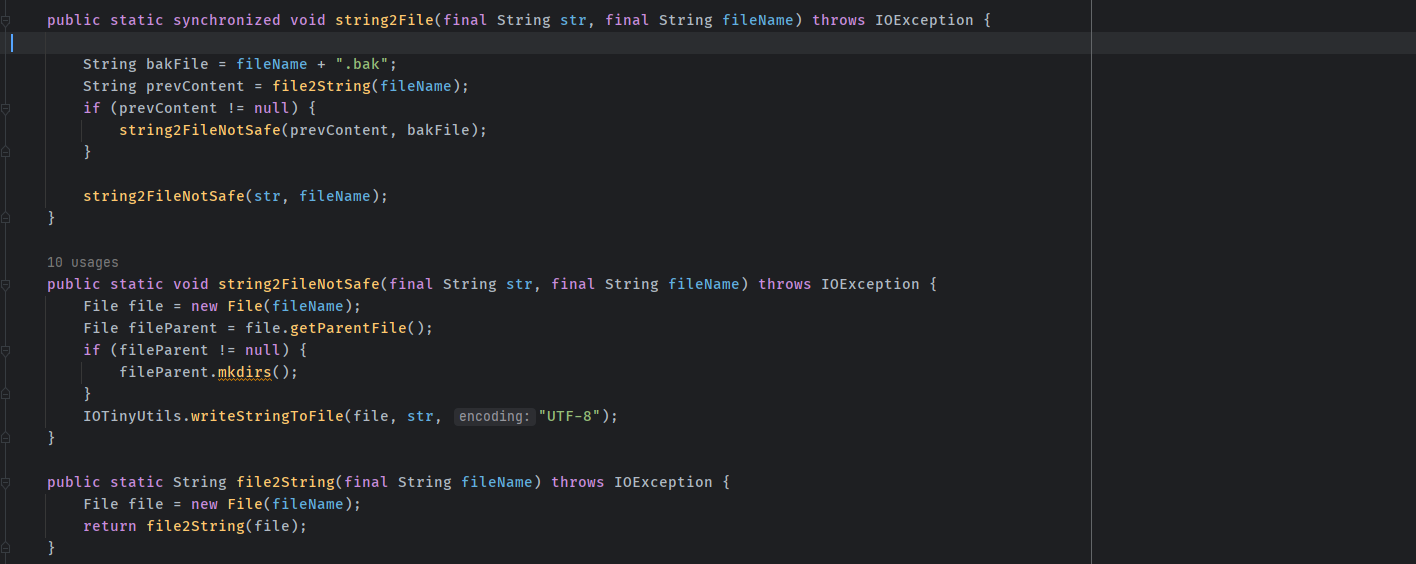 public static synchronized void string2File(final String str, final String fileName) throws IOException {
String bakFile = fileName + ".bak";
String prevContent = file2String(fileName);
if (prevContent != null) {
string2FileNotSafe(prevContent, bakFile);
}
string2FileNotSafe(str, fileName);
}
10 usages
public static void string2FileNotSafe(final String str, final String fileName) throws IOException {
File file = new File(fileName);
File fileParent = file.getParentFile();
if (fileParent != null) {
fileParent.mkdirs();
}
IOTinyUtils.writeStringToFile(file, str, encoding: "UTF-8");
}
public static String file2String(final String fileName) throws IOException {
File file = new File(fileName);
return file2String(file);
}